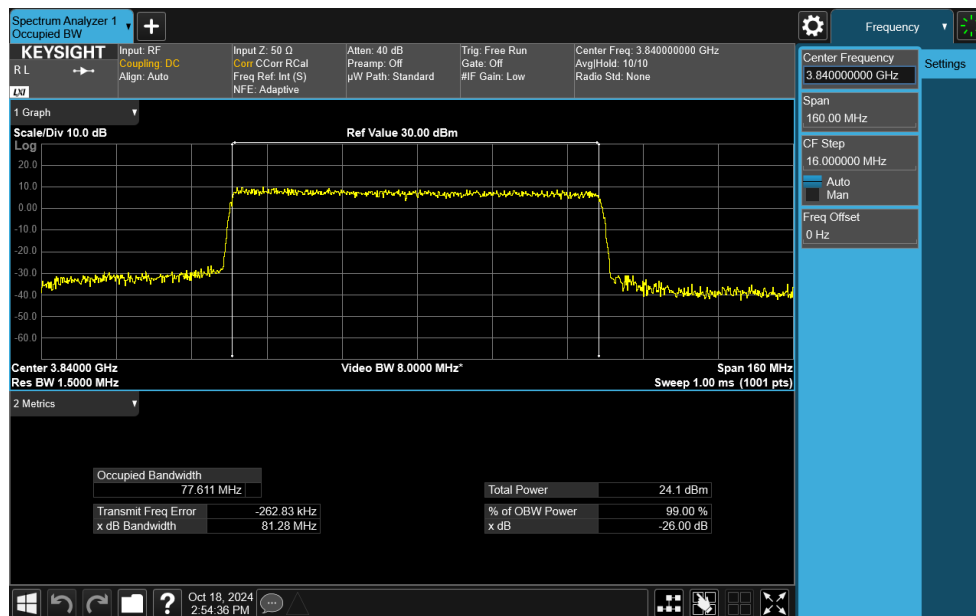 Spectrum Analyzer 1
Occupied BW
+
Frequency
KEYSIGHT
R L
LXI
Input: RF
Coupling: DC
Align: Auto
Input Z: 50 Ω
Corr CCorr RCal
Freq Ref: Int (S)
NFE: Adaptive
Atten: 40 dB
Preamp: Off
µW Path: Standard
Trig: Free Run
Gate: Off
#IF Gain: Low
Center Freq: 3.840000000 GHz
Avg|Hold: 10/10
Radio Std: None
Center Frequency
3.840000000 GHz
Settings
Span
160.00 MHz
CF Step
16.000000 MHz
Auto
Man
Freq Offset
0 Hz
1 Graph
Scale/Div 10.0 dB
Ref Value 30.00 dBm
Log
20.0
10.0
0.00
-10.0
-20.0
-30.0
-40.0
-50.0
-60.0
Center 3.84000 GHz
Video BW 8.0000 MHz*
Span 160 MHz
Res BW 1.5000 MHz
Sweep 1.00 ms (1001 pts)
2 Metrics
Occupied Bandwidth
77.611 MHz
Total Power 24.1 dBm
Transmit Freq Error -262.83 kHz
% of OBW Power 99.00 %
x dB Bandwidth 81.28 MHz
x dB -26.00 dB
?
Oct 18, 2024
2:54:36 PM